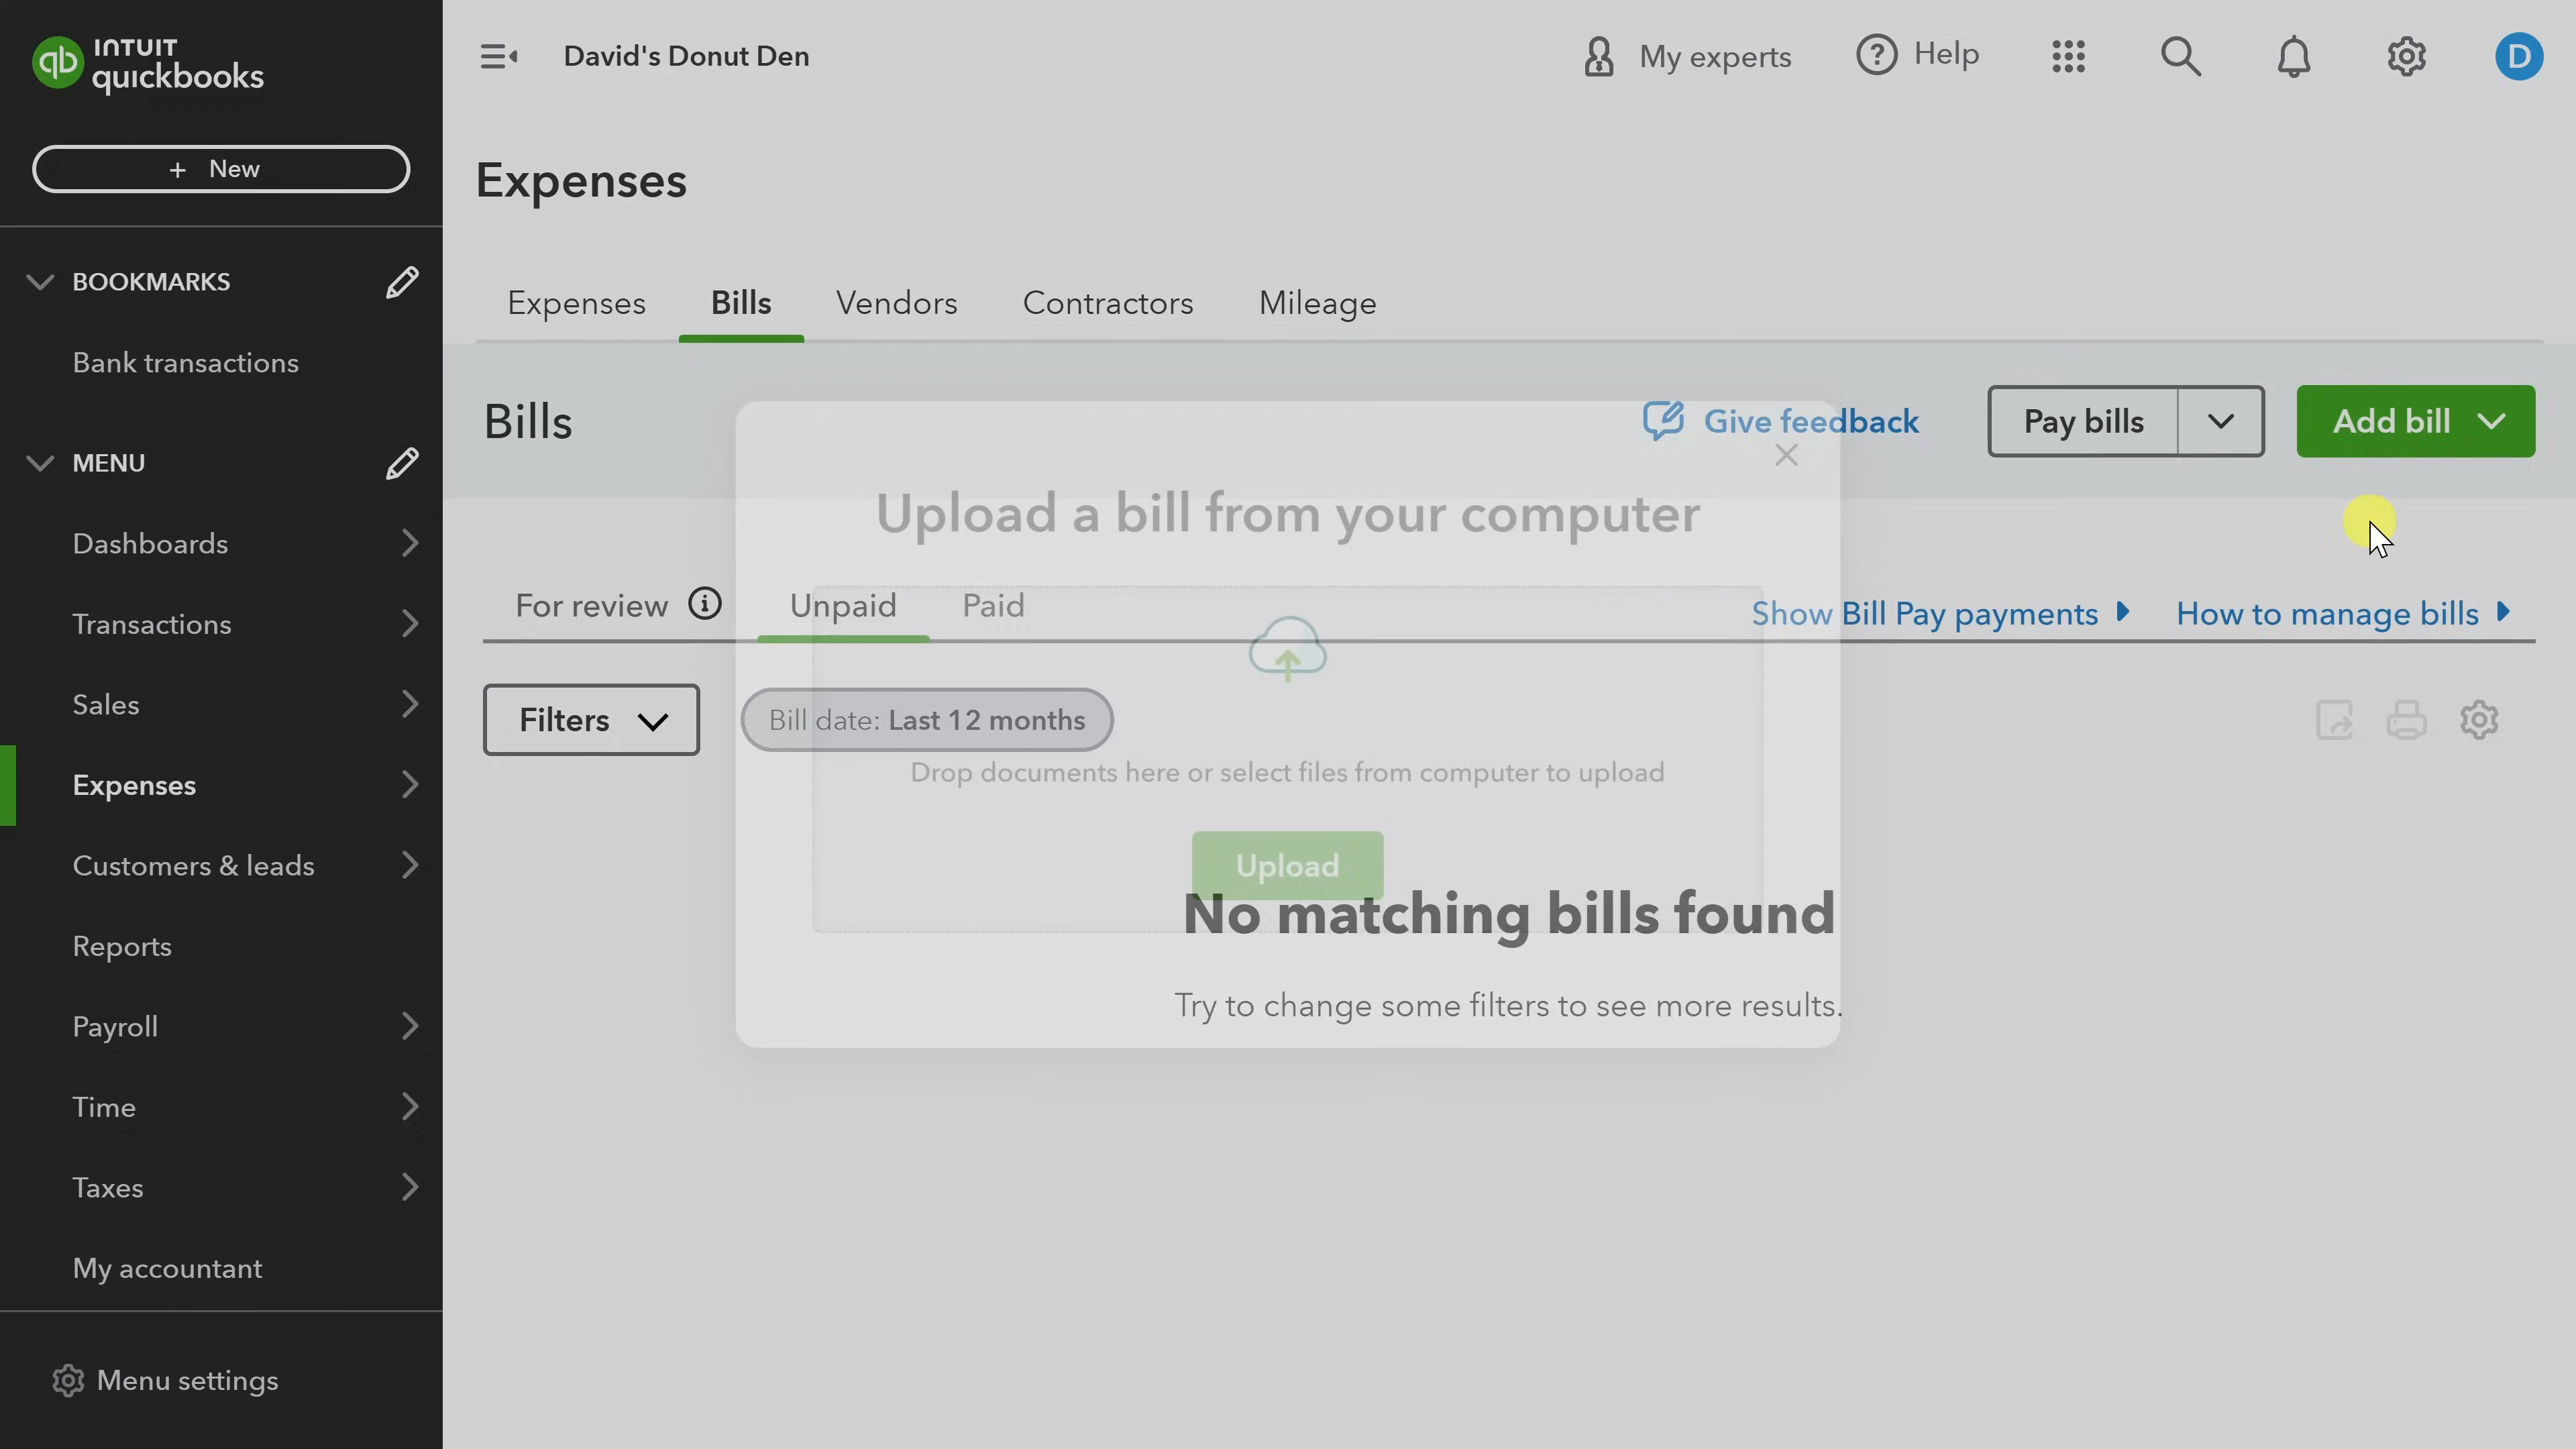 INTUIT
quickbooks
+ New
BOOKMARKS
Bank transactions
MENU
Dashboards
Transactions
Sales
Expenses
Customers & leads
Reports
Payroll
Time
Taxes
My accountant
Menu settings
David's Donut Den
My experts
Help
D
Expenses
Expenses Bills Vendors Contractors Mileage
Bills
Give feedback
Pay bills
Add bill
Upload a bill from your computer
For review
Unpaid
Paid
Show Bill Pay payments
How to manage bills
Filters
Bill date: Last 12 months
Drop documents here or select files from computer to upload
Upload
No matching bills found
Try to change some filters to see more results.